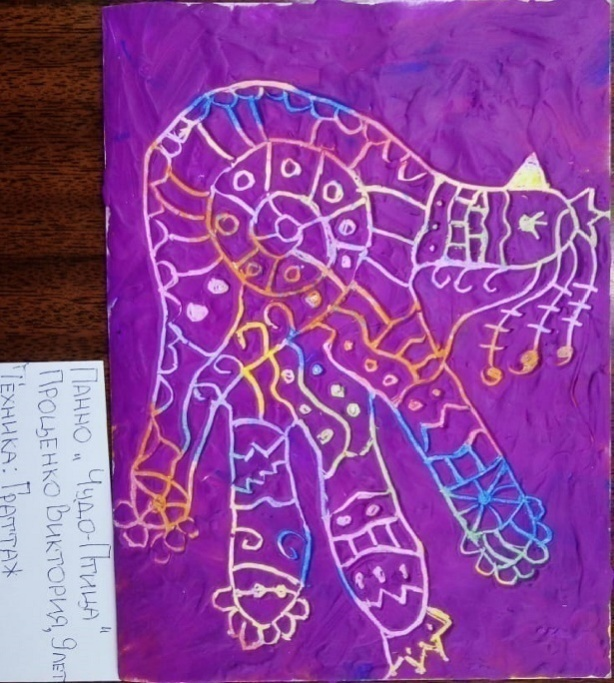 Панно „Чудо-Птица"
Проценко Виктория, 9 лет
Техника: Граттаж